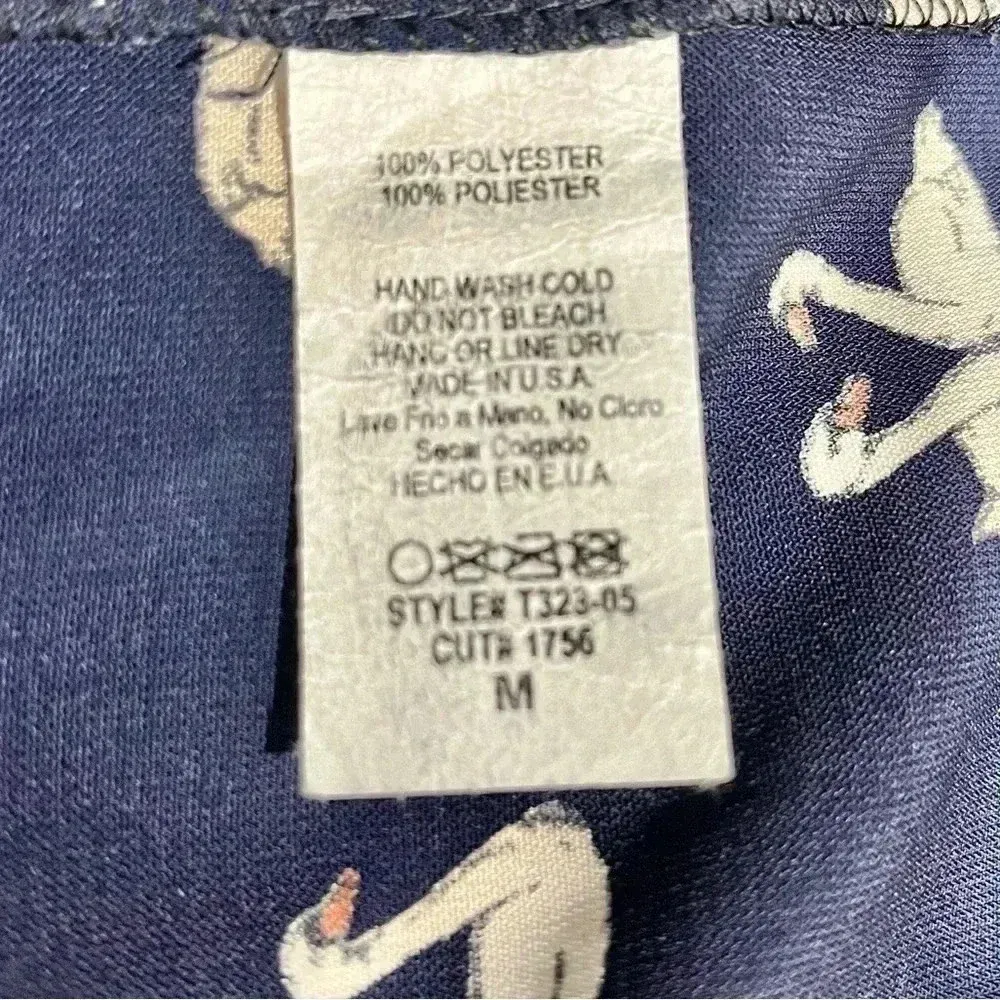 100% POLYESTER
100% POLIESTER
HAND WASH COLD
DO NOT BLEACH
HANG OR LINE DRY
MADE IN U.S.A.
Lave Frio a Mano, No Cloro
Secar Colgado
HECHO EN E.U.A.
STYLE# T323-05
CUT# 1756
M